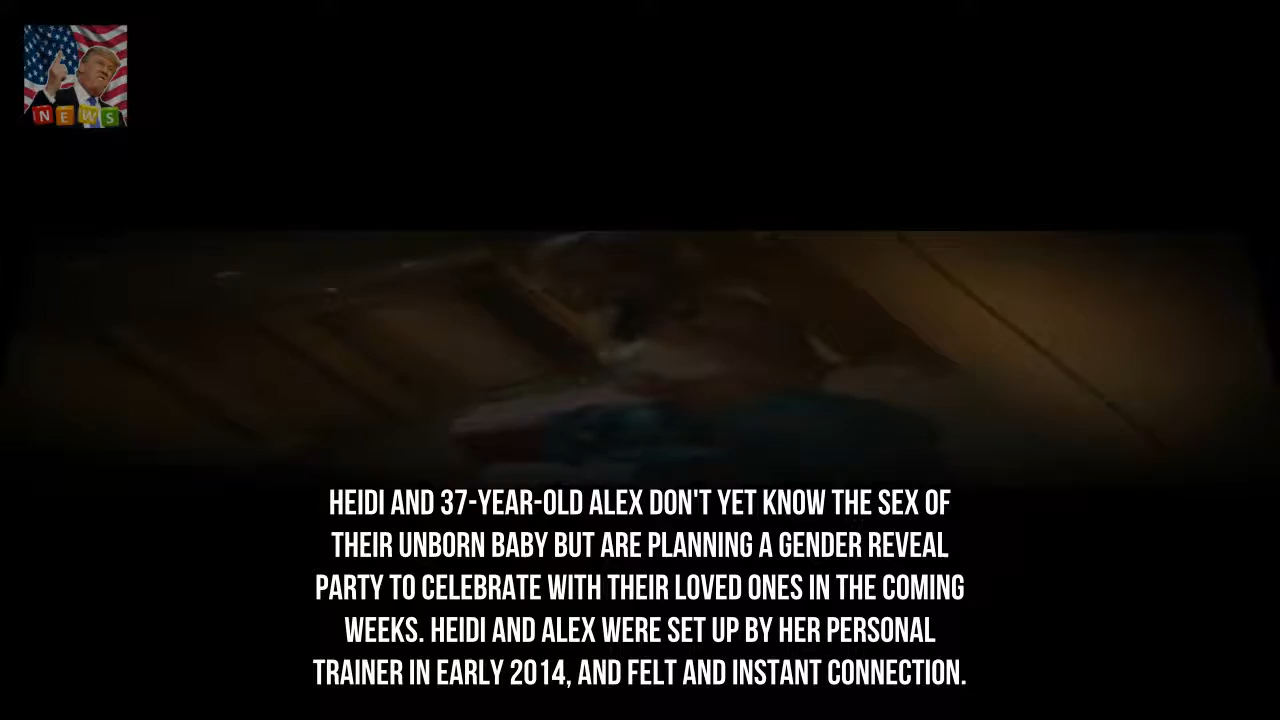 NEWS
HEIDI AND 37-YEAR-OLD ALEX DON'T YET KNOW THE SEX OF
THEIR UNBORN BABY BUT ARE PLANNING A GENDER REVEAL
PARTY TO CELEBRATE WITH THEIR LOVED ONES IN THE COMING
WEEKS. HEIDI AND ALEX WERE SET UP BY HER PERSONAL
TRAINER IN EARLY 2014, AND FELT AND INSTANT CONNECTION.